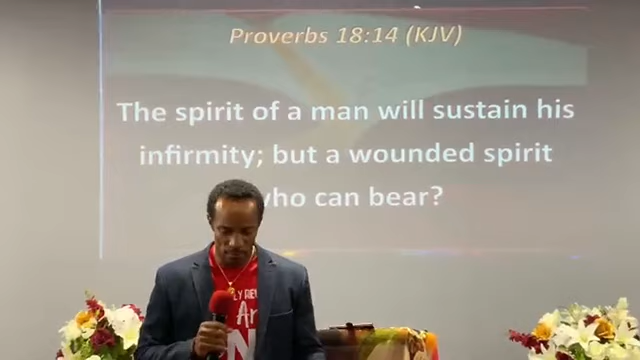 Proverbs 18:14 (KJV)
The spirit of a man will sustain his
infirmity; but a wounded spirit
who can bear?